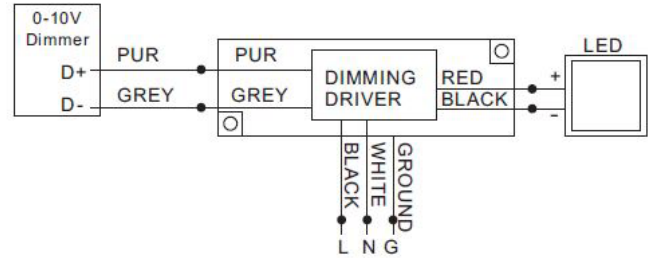 0-10V
Dimmer
D+
D-
PUR
GREY
PUR
GREY
DIMMING
DRIVER
RED
BLACK
LED
+
-
BLACK
WHITE
GROUND
L N G